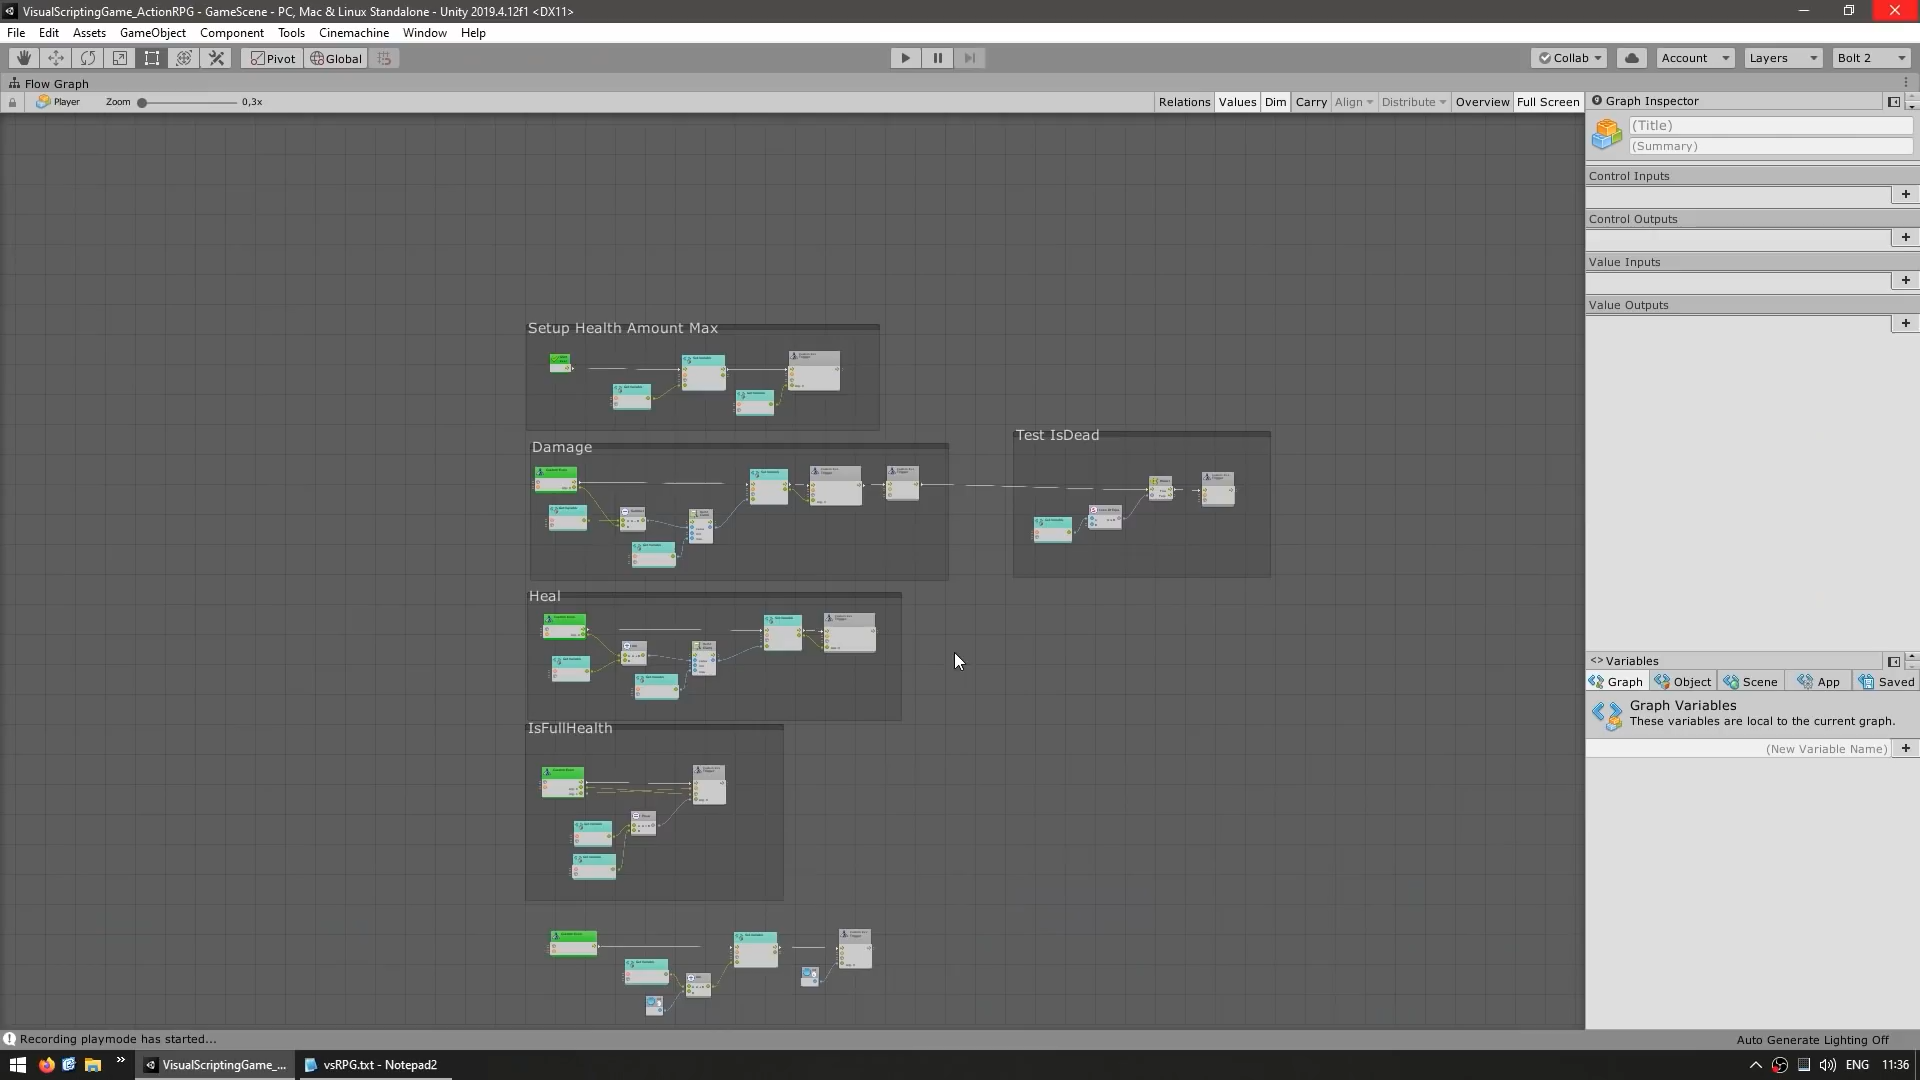 VisualScriptingGame_ActionRPG - GameScene - PC, Mac & Linux Standalone - Unity 2019.4.12f1 <DX11>
File Edit Assets GameObject Component Tools Cinemachine Window Help
Pivot Global Collab Account Layers Bolt 2
Flow Graph
Player Zoom 0,3x Relations Values Dim Carry Align Distribute Overview Full Screen
Graph Inspector
(Title)
(Summary)
Control Inputs
Control Outputs
Value Inputs
Value Outputs
Setup Health Amount Max
Damage
Test IsDead
Heal
IsFullHealth
<> Variables
Graph Object Scene App Saved
Graph Variables
These variables are local to the current graph.
(New Variable Name)
Recording playmode has started...
Auto Generate Lighting Off
VisualScriptingGame_... vsRPG.txt - Notepad2 ENG 11:36